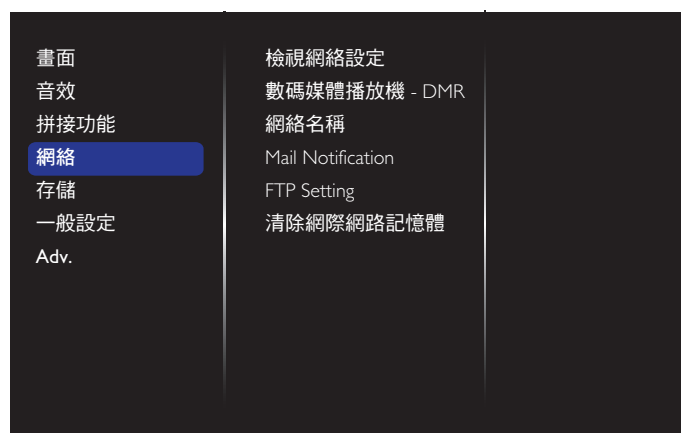 畫面
音效
拼接功能
網絡
存儲
一般設定
Adv.
檢視網絡設定
數碼媒體播放機 - DMR
網絡名稱
Mail Notification
FTP Setting
清除網際網路記憶體